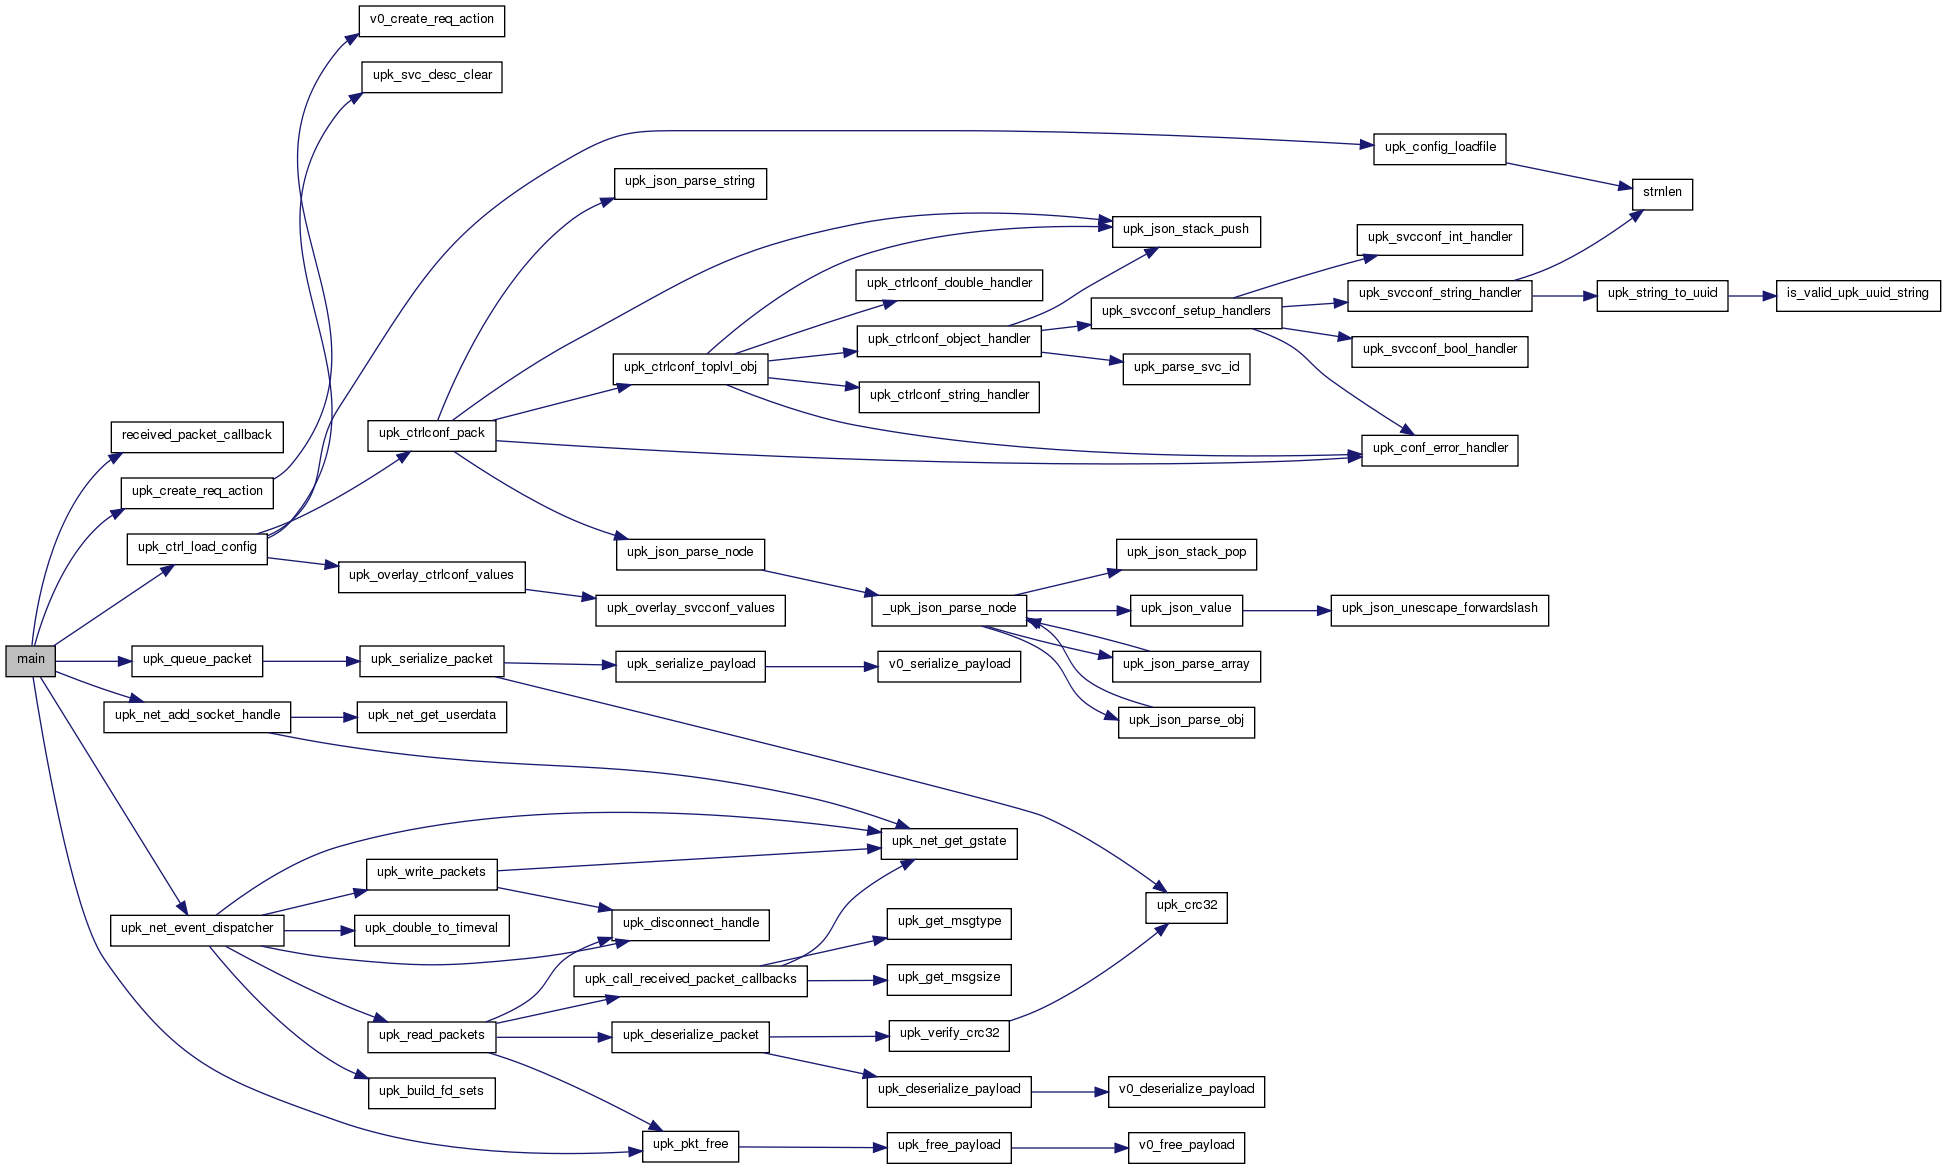 v0_create_req_action
upk_svc_desc_clear
upk_config_loadfile
upk_json_parse_string
strnlen
upk_json_stack_push
upk_svcconf_int_handler
upk_ctrlconf_double_handler
upk_svcconf_string_handler
upk_string_to_uuid
is_valid_upk_uuid_string
upk_svcconf_setup_handlers
upk_ctrlconf_object_handler
upk_svcconf_bool_handler
upk_ctrlconf_toplvl_obj
upk_parse_svc_id
upk_ctrlconf_string_handler
received_packet_callback
upk_ctrlconf_pack
upk_conf_error_handler
upk_create_req_action
upk_ctrl_load_config
upk_json_parse_node
upk_json_stack_pop
upk_overlay_ctrlconf_values
upk_overlay_svcconf_values
_upk_json_parse_node
upk_json_value
upk_json_unescape_forwardslash
main
upk_queue_packet
upk_serialize_packet
upk_serialize_payload
v0_serialize_payload
upk_json_parse_array
upk_net_add_socket_handle
upk_net_get_userdata
upk_json_parse_obj
upk_net_get_gstate
upk_write_packets
upk_crc32
upk_net_event_dispatcher
upk_double_to_timeval
upk_disconnect_handle
upk_get_msgtype
upk_call_received_packet_callbacks
upk_get_msgsize
upk_read_packets
upk_deserialize_packet
upk_verify_crc32
upk_build_fd_sets
upk_deserialize_payload
v0_deserialize_payload
upk_pkt_free
upk_free_payload
v0_free_payload